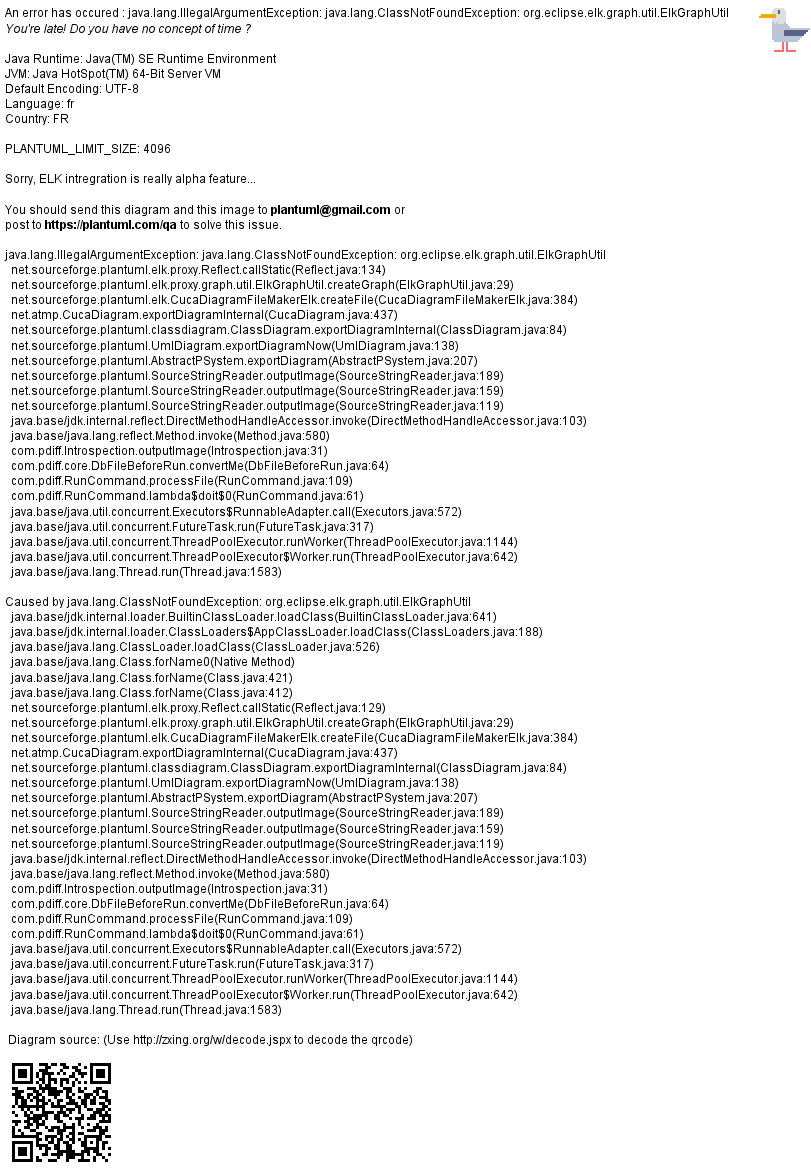 An error has occured : java.lang.IllegalArgumentException: java.lang.ClassNotFoundException: org.eclipse.elk.graph.util.ElkGraphUtil
You're late! Do you have no concept of time ?
Java Runtime: Java(TM) SE Runtime Environment
JVM: Java HotSpot(TM) 64-Bit Server VM
Default Encoding: UTF-8
Language: fr
Country: FR
PLANTUML_LIMIT_SIZE: 4096
Sorry, ELK intregration is really alpha feature...
You should send this diagram and this image to plantuml@gmail.com or
post to https://plantuml.com/qa to solve this issue.
java.lang.IllegalArgumentException: java.lang.ClassNotFoundException: org.eclipse.elk.graph.util.ElkGraphUtil
net.sourceforge.plantuml.elk.proxy.Reflect.callStatic(Reflect.java:134)
net.sourceforge.plantuml.elk.proxy.graph.util.ElkGraphUtil.createGraph(ElkGraphUtil.java:29)
net.sourceforge.plantuml.elk.CucaDiagramFileMakerElk.createFile(CucaDiagramFileMakerElk.java:384)
net.atmp.CucaDiagram.exportDiagramInternal(CucaDiagram.java:437)
net.sourceforge.plantuml.classdiagram.ClassDiagram.exportDiagramInternal(ClassDiagram.java:84)
net.sourceforge.plantuml.UmlDiagram.exportDiagramNow(UmlDiagram.java:138)
net.sourceforge.plantuml.AbstractPSystem.exportDiagram(AbstractPSystem.java:207)
net.sourceforge.plantuml.SourceStringReader.outputImage(SourceStringReader.java:189)
net.sourceforge.plantuml.SourceStringReader.outputImage(SourceStringReader.java:159)
net.sourceforge.plantuml.SourceStringReader.outputImage(SourceStringReader.java:119)
java.base/jdk.internal.reflect.DirectMethodHandleAccessor.invoke(DirectMethodHandleAccessor.java:103)
java.base/java.lang.reflect.Method.invoke(Method.java:580)
com.pdiff.Introspection.outputImage(Introspection.java:31)
com.pdiff.core.DbFileBeforeRun.convertMe(DbFileBeforeRun.java:64)
com.pdiff.RunCommand.processFile(RunCommand.java:109)
com.pdiff.RunCommand.lambda$doit$0(RunCommand.java:61)
java.base/java.util.concurrent.Executors$RunnableAdapter.call(Executors.java:572)
java.base/java.util.concurrent.FutureTask.run(FutureTask.java:317)
java.base/java.util.concurrent.ThreadPoolExecutor.runWorker(ThreadPoolExecutor.java:1144)
java.base/java.util.concurrent.ThreadPoolExecutor$Worker.run(ThreadPoolExecutor.java:642)
java.base/java.lang.Thread.run(Thread.java:1583)
Caused by java.lang.ClassNotFoundException: org.eclipse.elk.graph.util.ElkGraphUtil
java.base/jdk.internal.loader.BuiltinClassLoader.loadClass(BuiltinClassLoader.java:641)
java.base/jdk.internal.loader.ClassLoaders$AppClassLoader.loadClass(ClassLoaders.java:188)
java.base/java.lang.ClassLoader.loadClass(ClassLoader.java:526)
java.base/java.lang.Class.forName0(Native Method)
java.base/java.lang.Class.forName(Class.java:421)
java.base/java.lang.Class.forName(Class.java:412)
net.sourceforge.plantuml.elk.proxy.Reflect.callStatic(Reflect.java:129)
net.sourceforge.plantuml.elk.proxy.graph.util.ElkGraphUtil.createGraph(ElkGraphUtil.java:29)
net.sourceforge.plantuml.elk.CucaDiagramFileMakerElk.createFile(CucaDiagramFileMakerElk.java:384)
net.atmp.CucaDiagram.exportDiagramInternal(CucaDiagram.java:437)
net.sourceforge.plantuml.classdiagram.ClassDiagram.exportDiagramInternal(ClassDiagram.java:84)
net.sourceforge.plantuml.UmlDiagram.exportDiagramNow(UmlDiagram.java:138)
net.sourceforge.plantuml.AbstractPSystem.exportDiagram(AbstractPSystem.java:207)
net.sourceforge.plantuml.SourceStringReader.outputImage(SourceStringReader.java:189)
net.sourceforge.plantuml.SourceStringReader.outputImage(SourceStringReader.java:159)
net.sourceforge.plantuml.SourceStringReader.outputImage(SourceStringReader.java:119)
java.base/jdk.internal.reflect.DirectMethodHandleAccessor.invoke(DirectMethodHandleAccessor.java:103)
java.base/java.lang.reflect.Method.invoke(Method.java:580)
com.pdiff.Introspection.outputImage(Introspection.java:31)
com.pdiff.core.DbFileBeforeRun.convertMe(DbFileBeforeRun.java:64)
com.pdiff.RunCommand.processFile(RunCommand.java:109)
com.pdiff.RunCommand.lambda$doit$0(RunCommand.java:61)
java.base/java.util.concurrent.Executors$RunnableAdapter.call(Executors.java:572)
java.base/java.util.concurrent.FutureTask.run(FutureTask.java:317)
java.base/java.util.concurrent.ThreadPoolExecutor.runWorker(ThreadPoolExecutor.java:1144)
java.base/java.util.concurrent.ThreadPoolExecutor$Worker.run(ThreadPoolExecutor.java:642)
java.base/java.lang.Thread.run(Thread.java:1583)
Diagram source: (Use http://zxing.org/w/decode.jspx to decode the qrcode)